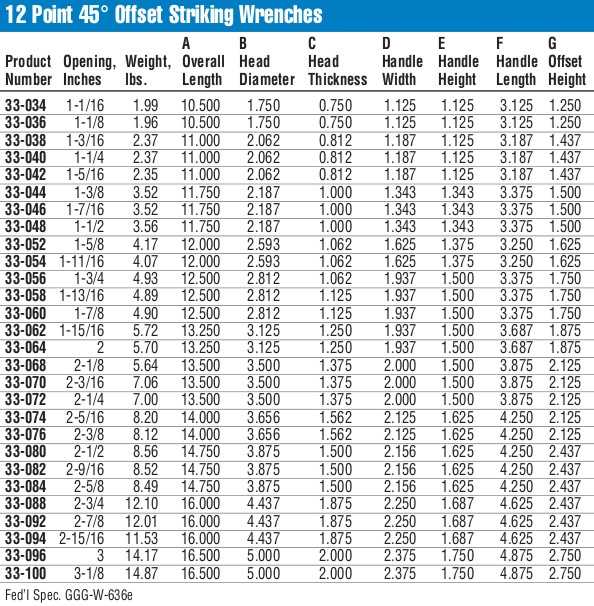 12 Point 45° Offset Striking Wrenches
A B C D E F G
Product Opening, Weight, Overall Head Head Handle Handle Handle Offset
Number Inches lbs. Length Diameter Thickness Width Height Length Height
33-034 1-1/16 1.99 10.500 1.750 0.750 1.125 1.125 3.125 1.250
33-036 1-1/8 1.96 10.500 1.750 0.750 1.125 1.125 3.125 1.250
33-038 1-3/16 2.37 11.000 2.062 0.812 1.187 1.125 3.187 1.437
33-040 1-1/4 2.37 11.000 2.062 0.812 1.187 1.125 3.187 1.437
33-042 1-5/16 2.35 11.000 2.062 0.812 1.187 1.125 3.187 1.437
33-044 1-3/8 3.52 11.750 2.187 1.000 1.343 1.343 3.375 1.500
33-046 1-7/16 3.52 11.750 2.187 1.000 1.343 1.343 3.375 1.500
33-048 1-1/2 3.56 11.750 2.187 1.000 1.343 1.343 3.375 1.500
33-052 1-5/8 4.17 12.000 2.593 1.062 1.625 1.375 3.250 1.625
33-054 1-11/16 4.07 12.000 2.593 1.062 1.625 1.375 3.250 1.625
33-056 1-3/4 4.93 12.500 2.812 1.062 1.937 1.500 3.375 1.750
33-058 1-13/16 4.89 12.500 2.812 1.125 1.937 1.500 3.375 1.750
33-060 1-7/8 4.90 12.500 2.812 1.125 1.937 1.500 3.375 1.750
33-062 1-15/16 5.72 13.250 3.125 1.250 1.937 1.500 3.687 1.875
33-064 2 5.70 13.250 3.125 1.250 1.937 1.500 3.687 1.875
33-068 2-1/8 5.64 13.500 3.500 1.375 2.000 1.500 3.875 2.125
33-070 2-3/16 7.06 13.500 3.500 1.375 2.000 1.500 3.875 2.125
33-072 2-1/4 7.00 13.500 3.500 1.375 2.000 1.500 3.875 2.125
33-074 2-5/16 8.20 14.000 3.656 1.562 2.125 1.625 4.250 2.125
33-076 2-3/8 8.12 14.000 3.656 1.562 2.125 1.625 4.250 2.125
33-080 2-1/2 8.56 14.750 3.875 1.500 2.156 1.625 4.250 2.437
33-082 2-9/16 8.52 14.750 3.875 1.500 2.156 1.625 4.250 2.437
33-084 2-5/8 8.49 14.750 3.875 1.500 2.156 1.625 4.250 2.437
33-088 2-3/4 12.10 16.000 4.437 1.875 2.250 1.687 4.625 2.437
33-092 2-7/8 12.01 16.000 4.437 1.875 2.250 1.687 4.625 2.437
33-094 2-15/16 11.53 16.000 4.437 1.875 2.250 1.687 4.625 2.437
33-096 3 14.17 16.500 5.000 2.000 2.375 1.750 4.875 2.750
33-100 3-1/8 14.87 16.500 5.000 2.000 2.375 1.750 4.875 2.750
Fed'l Spec. GGG-W-636e